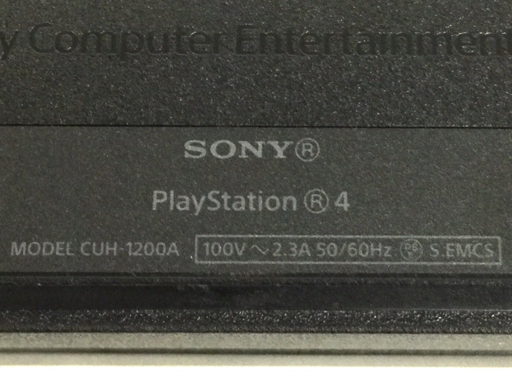 y Computer Entertainment
SONY®
PlayStation ® 4
MODEL CUH-1200A 100V ~ 2.3A 50/60Hz S.EMCS